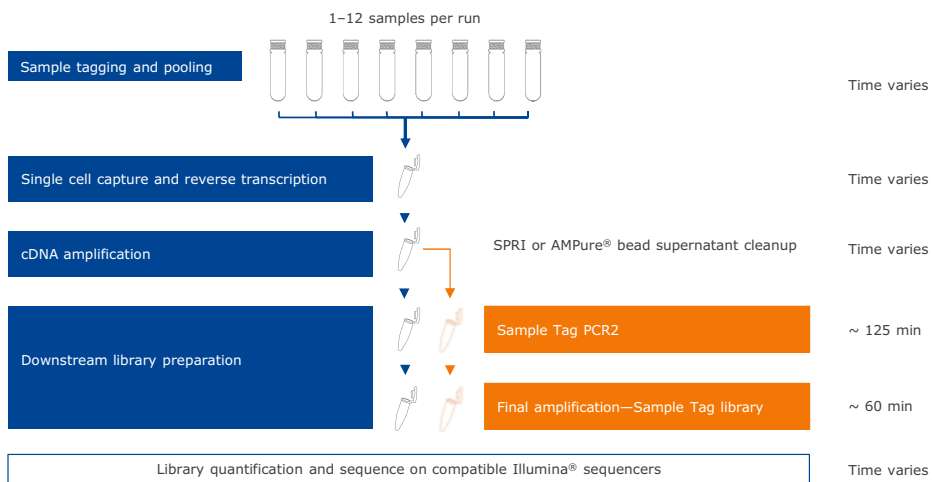 1–12 samples per run
Sample tagging and pooling
Time varies
Single cell capture and reverse transcription
Time varies
cDNA amplification
SPRI or AMPure® bead supernatant cleanup
Time varies
Downstream library preparation
Sample Tag PCR2
~ 125 min
Final amplification—Sample Tag library
~ 60 min
Library quantification and sequence on compatible Illumina® sequencers
Time varies